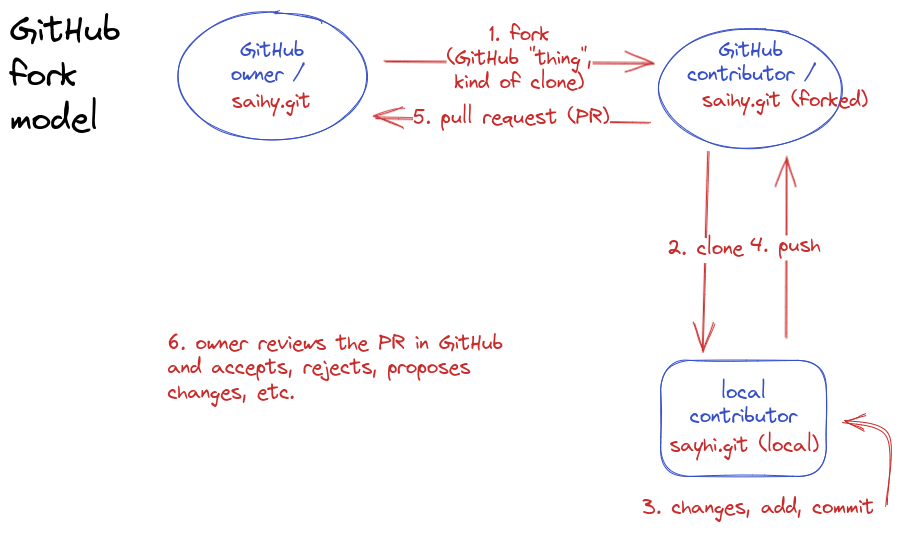 GitHub
fork
model
GitHub
owner /
saihy.git
1. fork
(GitHub "thing",
kind of clone)
5. pull request (PR)
GitHub
contributor /
saihy.git (forked)
2. clone
4. push
6. owner reviews the PR in GitHub
and accepts, rejects, proposes
changes, etc.
local
contributor
sayhi.git (local)
3. changes, add, commit